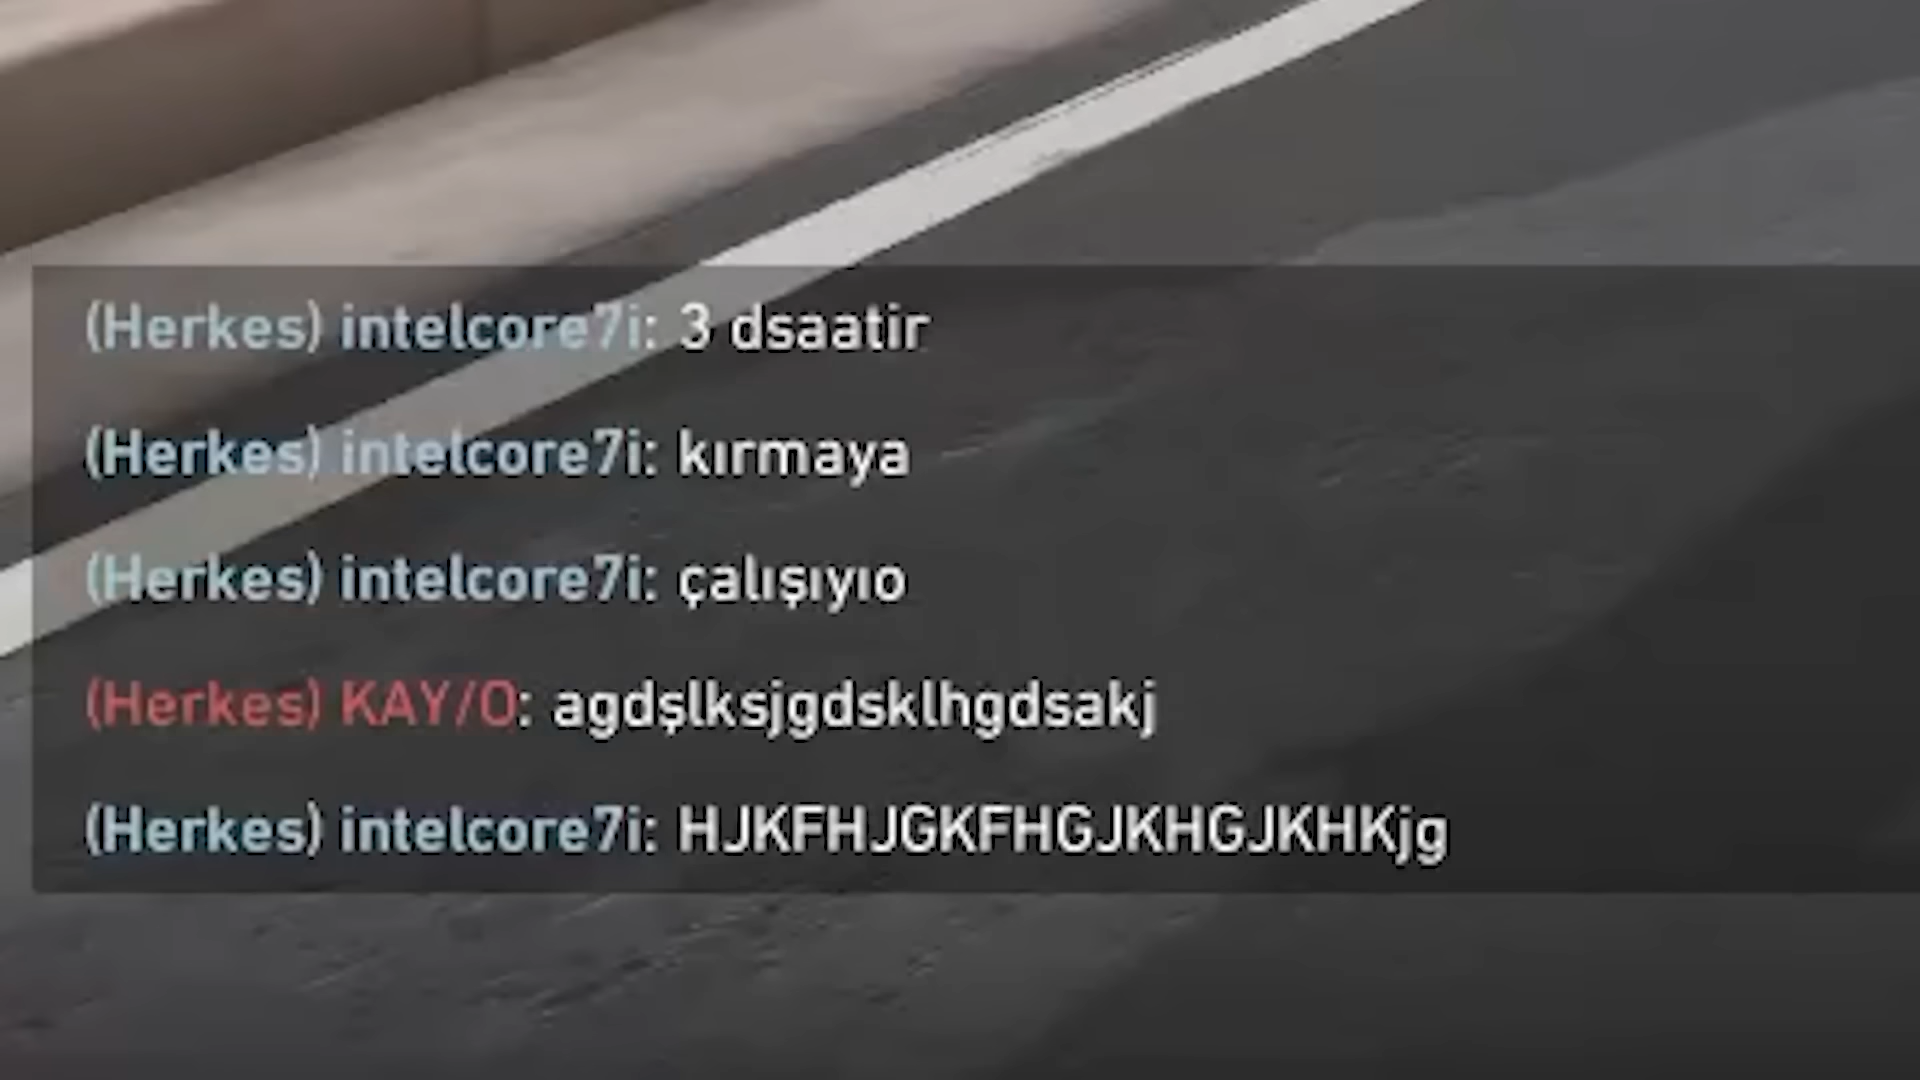 (Herkes) intelcore7i: 3 dsaatir
(Herkes) intelcore7i: kırmaya
(Herkes) intelcore7i: çalışıyıo
(Herkes) KAY/O: agdşlksjgdsklhgdsakj
(Herkes) intelcore7i: HJKFHJGKFHGJKHGJKHKjg